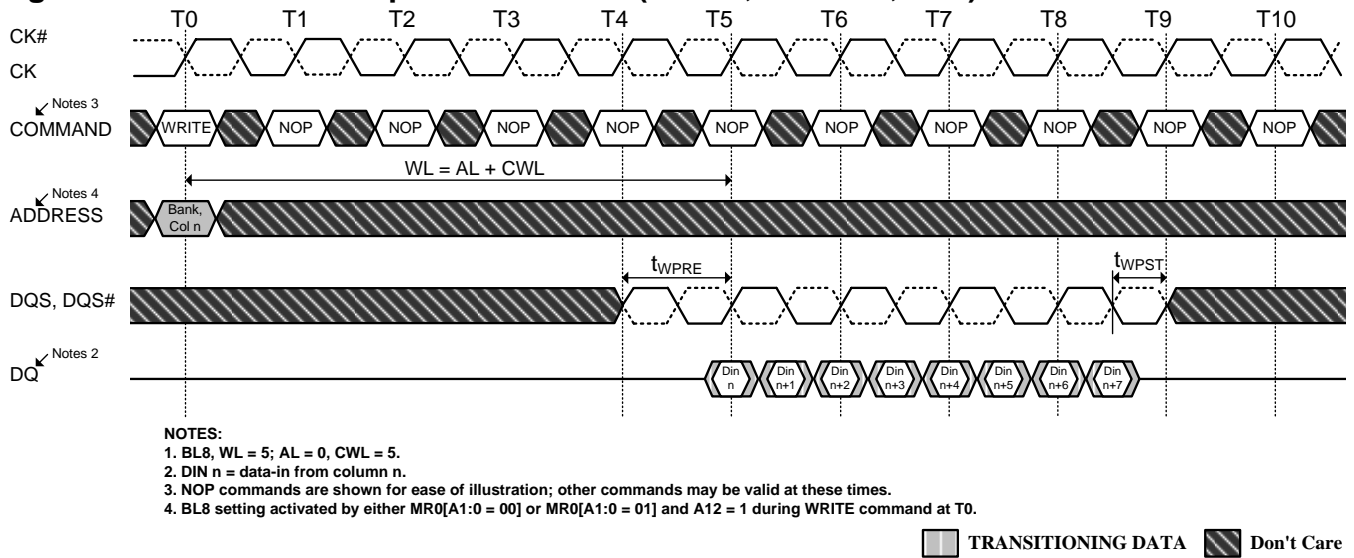 T0 T1 T2 T3 T4 T5 T6 T7 T8 T9 T10
CK#
CK
Notes 3
COMMAND
WRITE NOP NOP NOP NOP NOP NOP NOP NOP NOP NOP
WL = AL + CWL
Notes 4
ADDRESS
Bank,
Col n
tWPRE
tWPST
DQS, DQS#
Notes 2
DQ
Din Din Din Din Din Din Din Din
n n+1 n+2 n+3 n+4 n+5 n+6 n+7
NOTES:
1. BL8, WL = 5; AL = 0, CWL = 5.
2. DIN n = data-in from column n.
3. NOP commands are shown for ease of illustration; other commands may be valid at these times.
4. BL8 setting activated by either MR0[A1:0 = 00] or MR0[A1:0 = 01] and A12 = 1 during WRITE command at T0.
TRANSITIONING DATA Don't Care